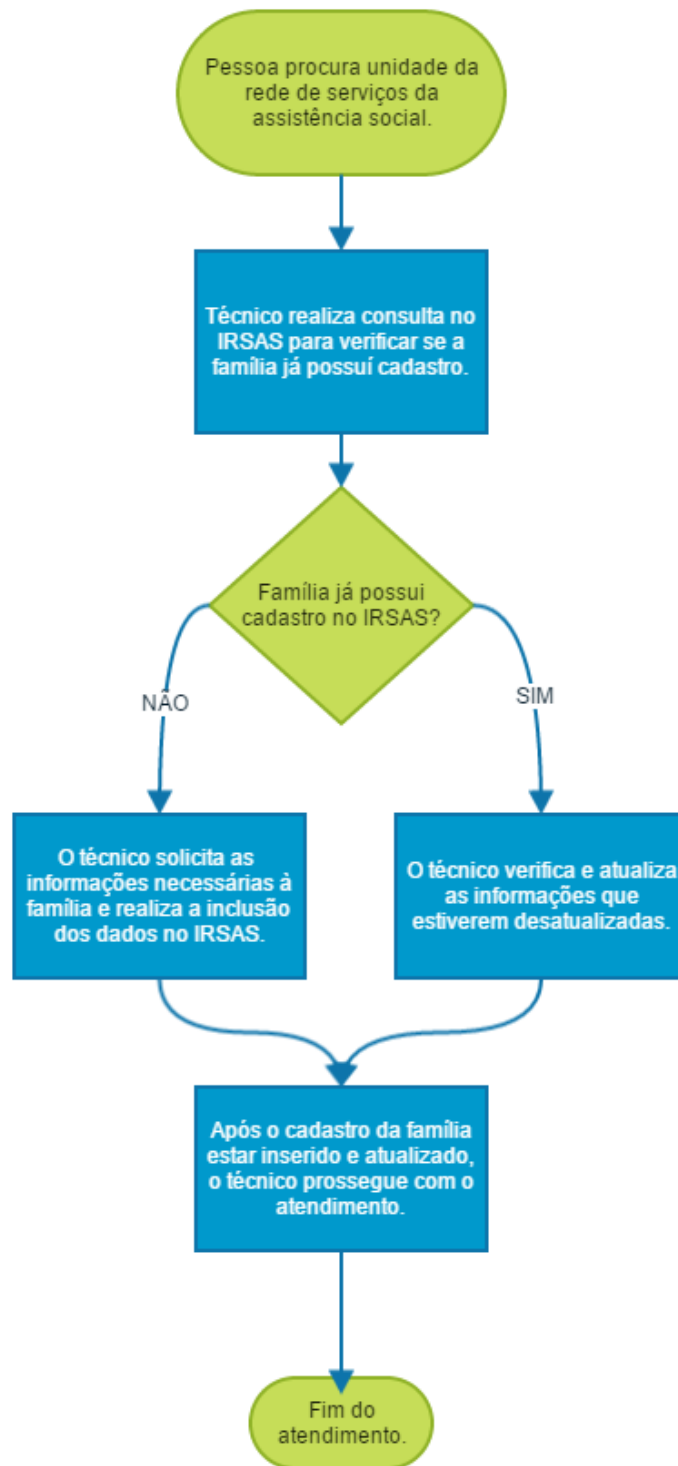 Pessoa procura unidade da
rede de serviços da
assistência social.
Técnico realiza consulta no
IRSAS para verificar se a
família já possuí cadastro.
Família já possui
cadastro no IRSAS?
NÃO
SIM
O técnico solicita as
informações necessárias à
família e realiza a inclusão
dos dados no IRSAS.
O técnico verifica e atualiza
as informações que
estiverem desatualizadas.
Após o cadastro da família
estar inserido e atualizado,
o técnico prossegue com o
atendimento.
Fim do
atendimento.